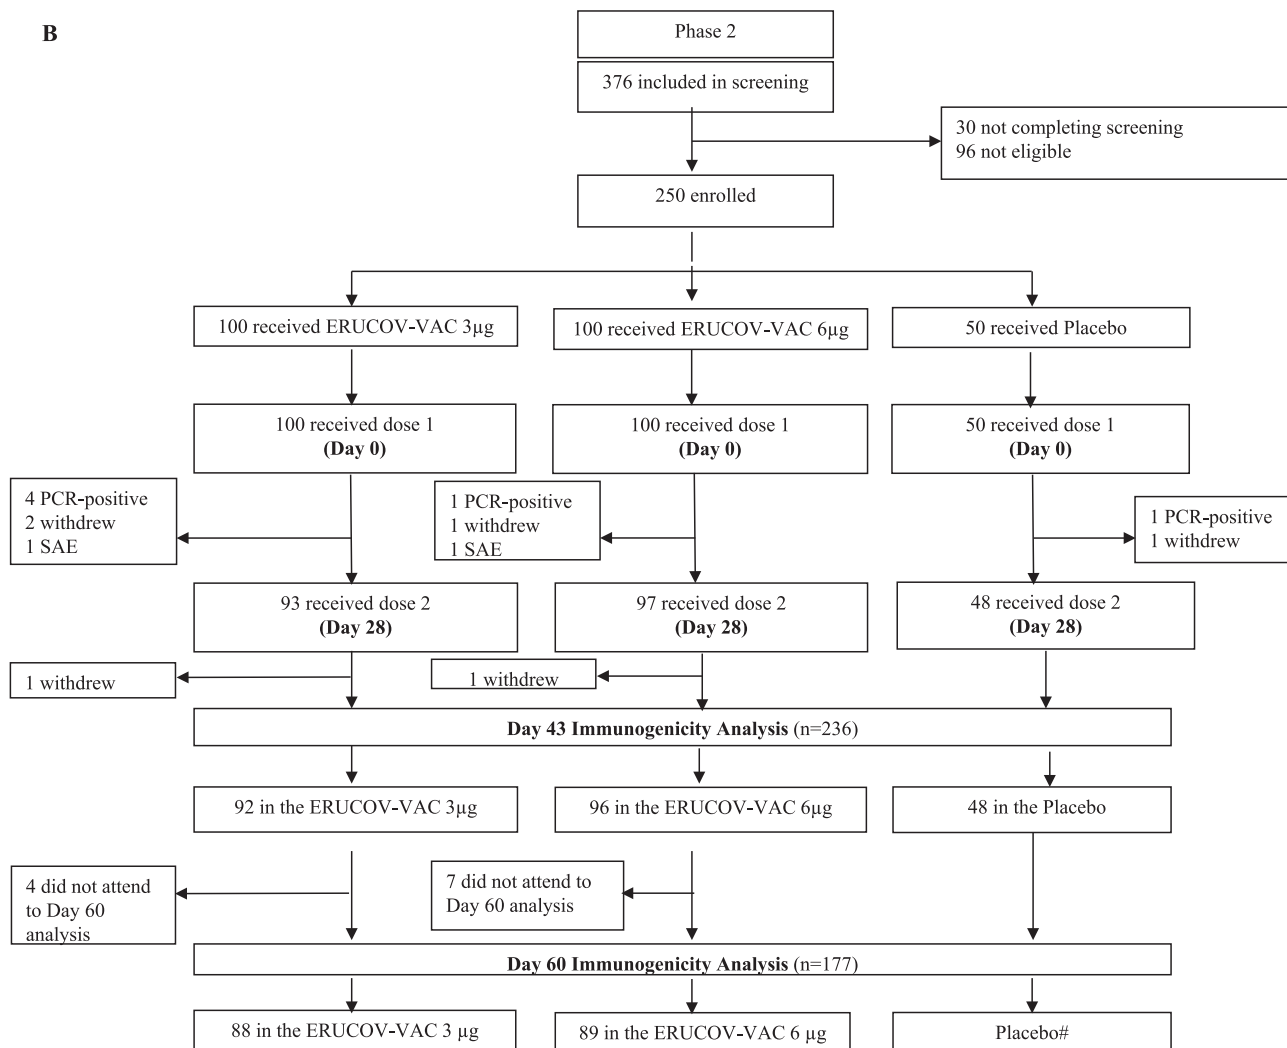 B
Phase 2
376 included in screening
30 not completing screening
96 not eligible
250 enrolled
100 received ERUCOV-VAC 3µg
100 received ERUCOV-VAC 6µg
50 received Placebo
100 received dose 1
(Day 0)
100 received dose 1
(Day 0)
50 received dose 1
(Day 0)
4 PCR-positive
2 withdrew
1 SAE
1 PCR-positive
1 withdrew
1 SAE
1 PCR-positive
1 withdrew
93 received dose 2
(Day 28)
97 received dose 2
(Day 28)
48 received dose 2
(Day 28)
1 withdrew
1 withdrew
Day 43 Immunogenicity Analysis (n=236)
92 in the ERUCOV-VAC 3µg
96 in the ERUCOV-VAC 6µg
48 in the Placebo
4 did not attend
to Day 60
analysis
7 did not attend to
Day 60 analysis
Day 60 Immunogenicity Analysis (n=177)
88 in the ERUCOV-VAC 3 µg
89 in the ERUCOV-VAC 6 µg
Placebo#